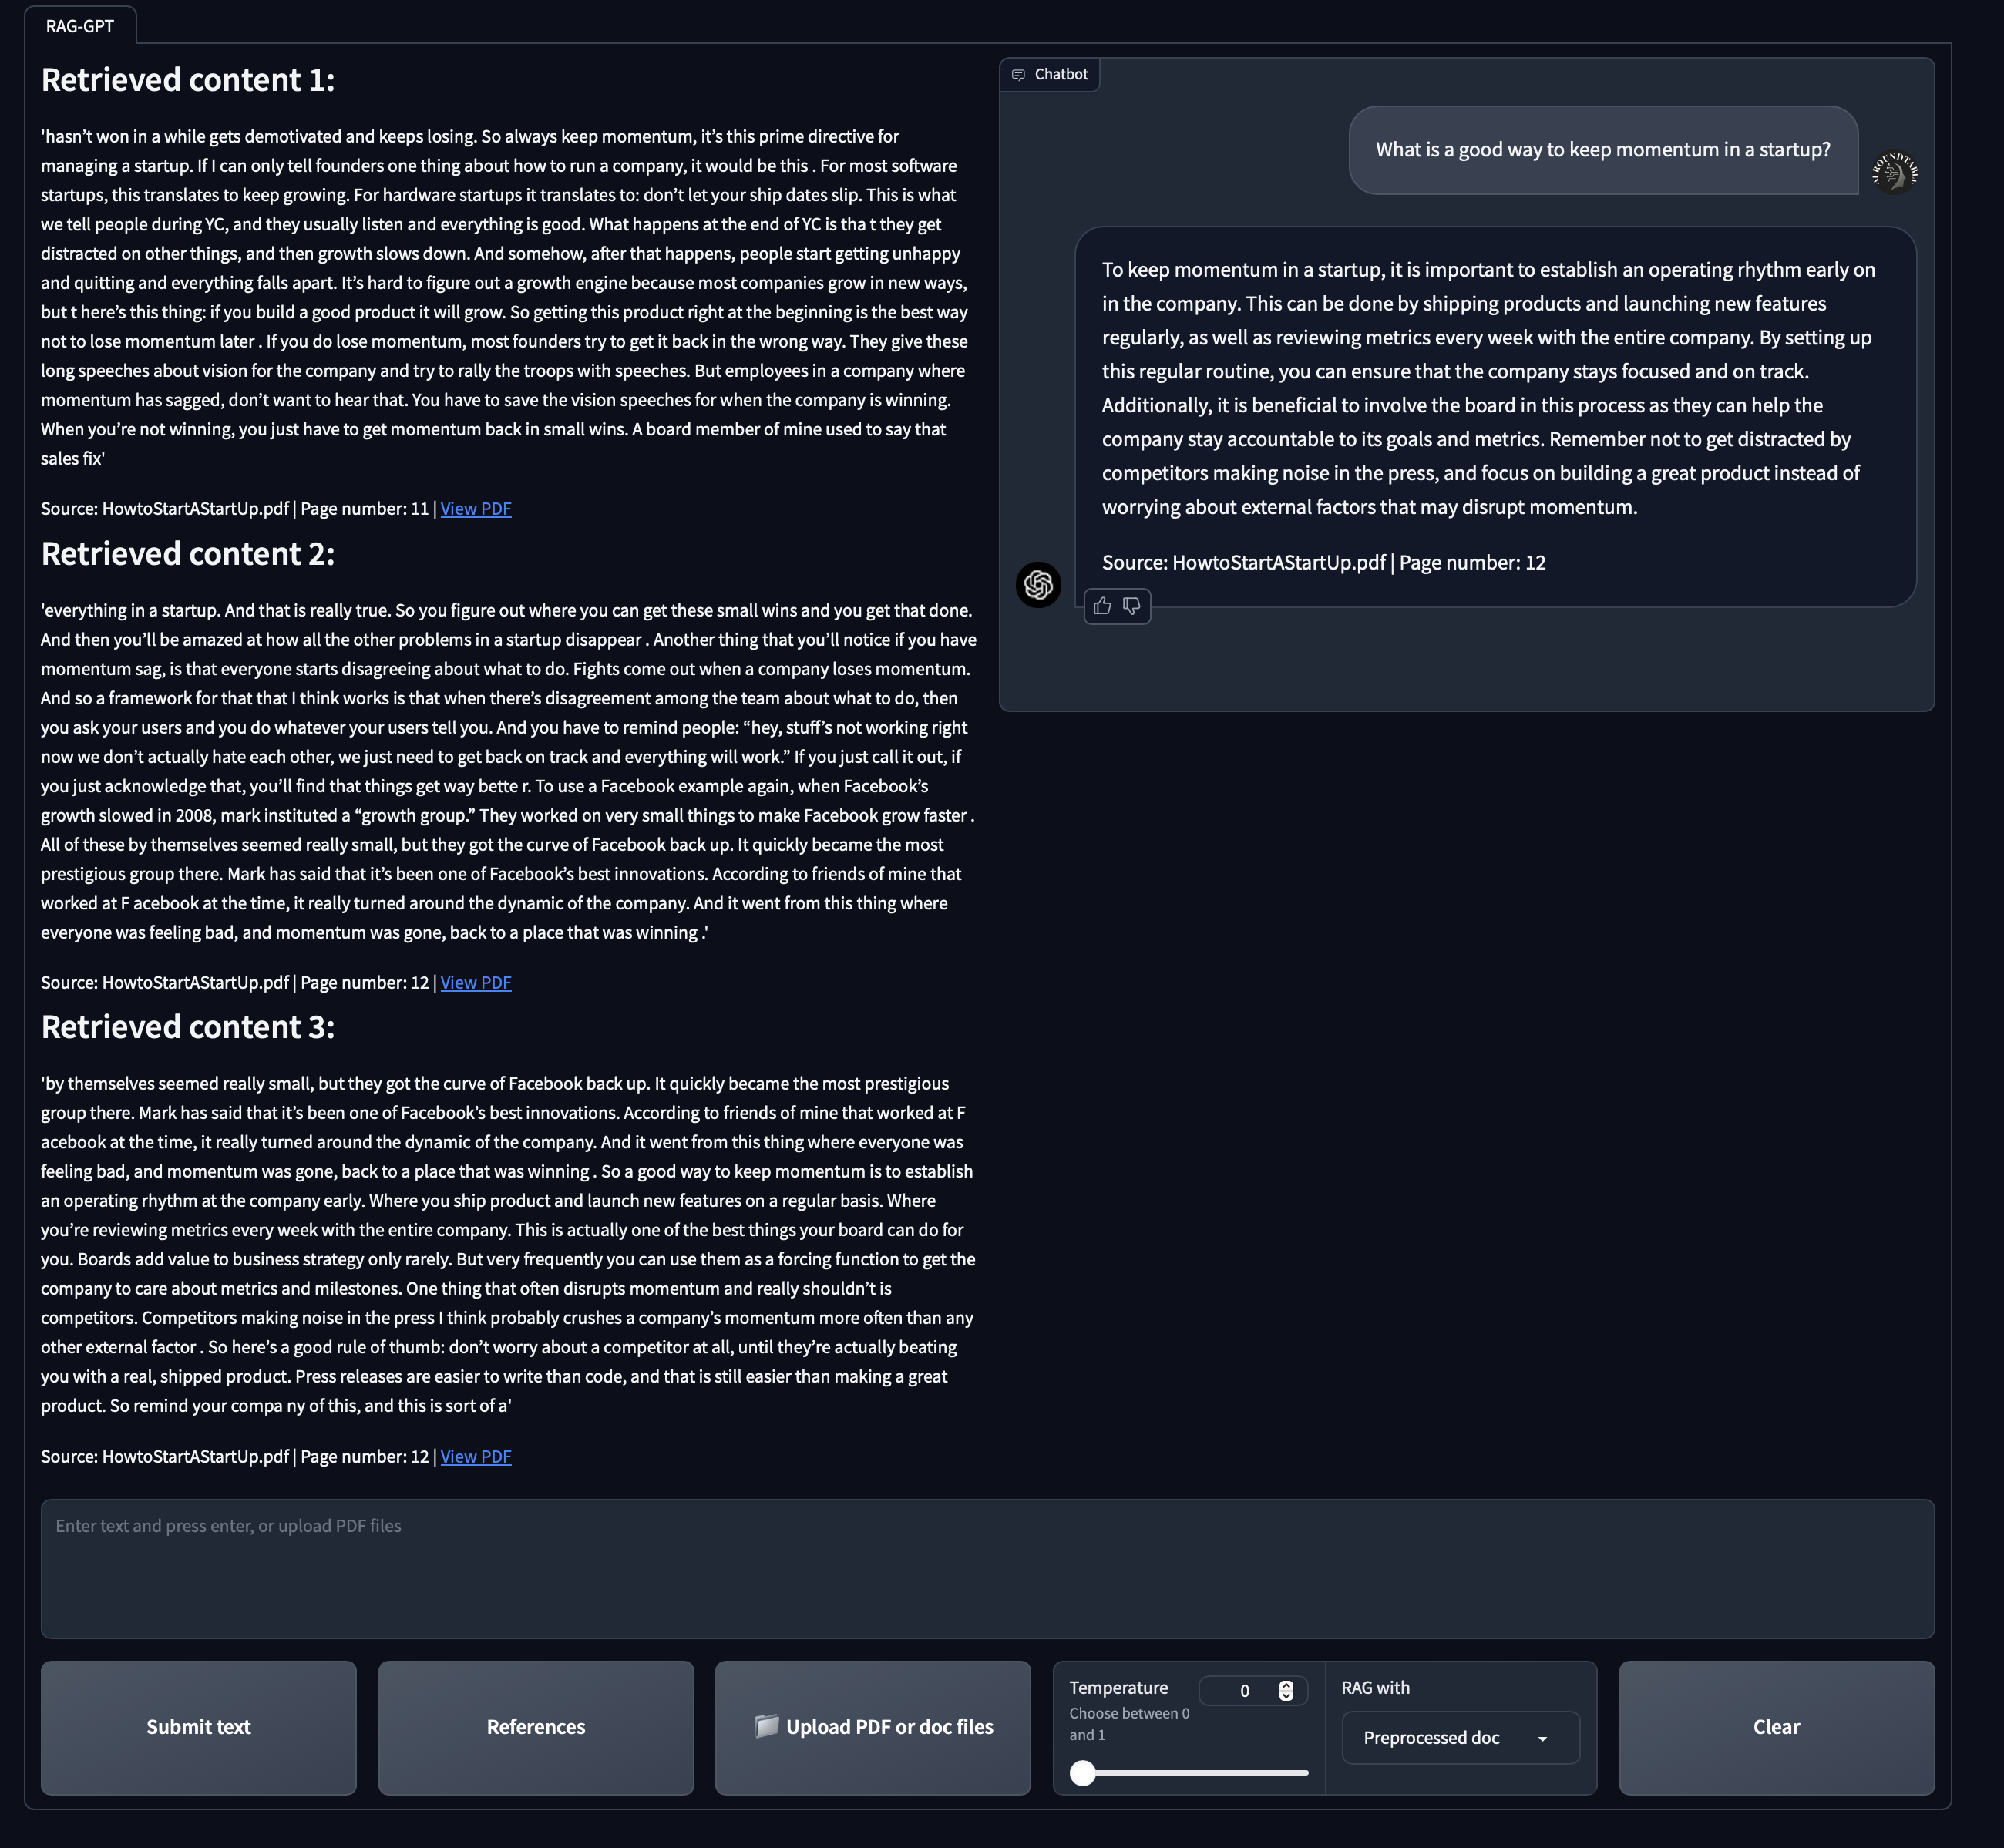 RAG-GPT
Retrieved content 1:
'hasn’t won in a while gets demotivated and keeps losing. So always keep momentum, it’s this prime directive for
managing a startup. If I can only tell founders one thing about how to run a company, it would be this . For most software
startups, this translates to keep growing. For hardware startups it translates to: don’t let your ship dates slip. This is what
we tell people during YC, and they usually listen and everything is good. What happens at the end of YC is tha t they get
distracted on other things, and then growth slows down. And somehow, after that happens, people start getting unhappy
and quitting and everything falls apart. It’s hard to figure out a growth engine because most companies grow in new ways,
but t here’s this thing: if you build a good product it will grow. So getting this product right at the beginning is the best way
not to lose momentum later . If you do lose momentum, most founders try to get it back in the wrong way. They give these
long speeches about vision for the company and try to rally the troops with speeches. But employees in a company where
momentum has sagged, don’t want to hear that. You have to save the vision speeches for when the company is winning.
When you’re not winning, you just have to get momentum back in small wins. A board member of mine used to say that
sales fix'
Source: HowtoStartAStartUp.pdf | Page number: 11 | View PDF
Retrieved content 2:
'everything in a startup. And that is really true. So you figure out where you can get these small wins and you get that done.
And then you’ll be amazed at how all the other problems in a startup disappear . Another thing that you’ll notice if you have
momentum sag, is that everyone starts disagreeing about what to do. Fights come out when a company loses momentum.
And so a framework for that that I think works is that when there’s disagreement among the team about what to do, then
you ask your users and you do whatever your users tell you. And you have to remind people: “hey, stuff’s not working right
now we don’t actually hate each other, we just need to get back on track and everything will work.” If you just call it out, if
you just acknowledge that, you’ll find that things get way bette r. To use a Facebook example again, when Facebook’s
growth slowed in 2008, mark instituted a “growth group.” They worked on very small things to make Facebook grow faster .
All of these by themselves seemed really small, but they got the curve of Facebook back up. It quickly became the most
prestigious group there. Mark has said that it’s been one of Facebook’s best innovations. According to friends of mine that
worked at F acebook at the time, it really turned around the dynamic of the company. And it went from this thing where
everyone was feeling bad, and momentum was gone, back to a place that was winning .'
Source: HowtoStartAStartUp.pdf | Page number: 12 | View PDF
Retrieved content 3:
'by themselves seemed really small, but they got the curve of Facebook back up. It quickly became the most prestigious
group there. Mark has said that it’s been one of Facebook’s best innovations. According to friends of mine that worked at F
acebook at the time, it really turned around the dynamic of the company. And it went from this thing where everyone was
feeling bad, and momentum was gone, back to a place that was winning . So a good way to keep momentum is to establish
an operating rhythm at the company early. Where you ship product and launch new features on a regular basis. Where
you’re reviewing metrics every week with the entire company. This is actually one of the best things your board can do for
you. Boards add value to business strategy only rarely. But very frequently you can use them as a forcing function to get the
company to care about metrics and milestones. One thing that often disrupts momentum and really shouldn’t is
competitors. Competitors making noise in the press I think probably crushes a company’s momentum more often than any
other external factor . So here’s a good rule of thumb: don’t worry about a competitor at all, until they’re actually beating
you with a real, shipped product. Press releases are easier to write than code, and that is still easier than making a great
product. So remind your compa ny of this, and this is sort of a'
Source: HowtoStartAStartUp.pdf | Page number: 12 | View PDF
Chatbot
What is a good way to keep momentum in a startup?
AI ROUNDTABLE
To keep momentum in a startup, it is important to establish an operating rhythm early on
in the company. This can be done by shipping products and launching new features
regularly, as well as reviewing metrics every week with the entire company. By setting up
this regular routine, you can ensure that the company stays focused and on track.
Additionally, it is beneficial to involve the board in this process as they can help the
company stay accountable to its goals and metrics. Remember not to get distracted by
competitors making noise in the press, and focus on building a great product instead of
worrying about external factors that may disrupt momentum.
Source: HowtoStartAStartUp.pdf | Page number: 12
Enter text and press enter, or upload PDF files
Submit text
References
Upload PDF or doc files
Temperature
0
Choose between 0
and 1
RAG with
Preprocessed doc
Clear